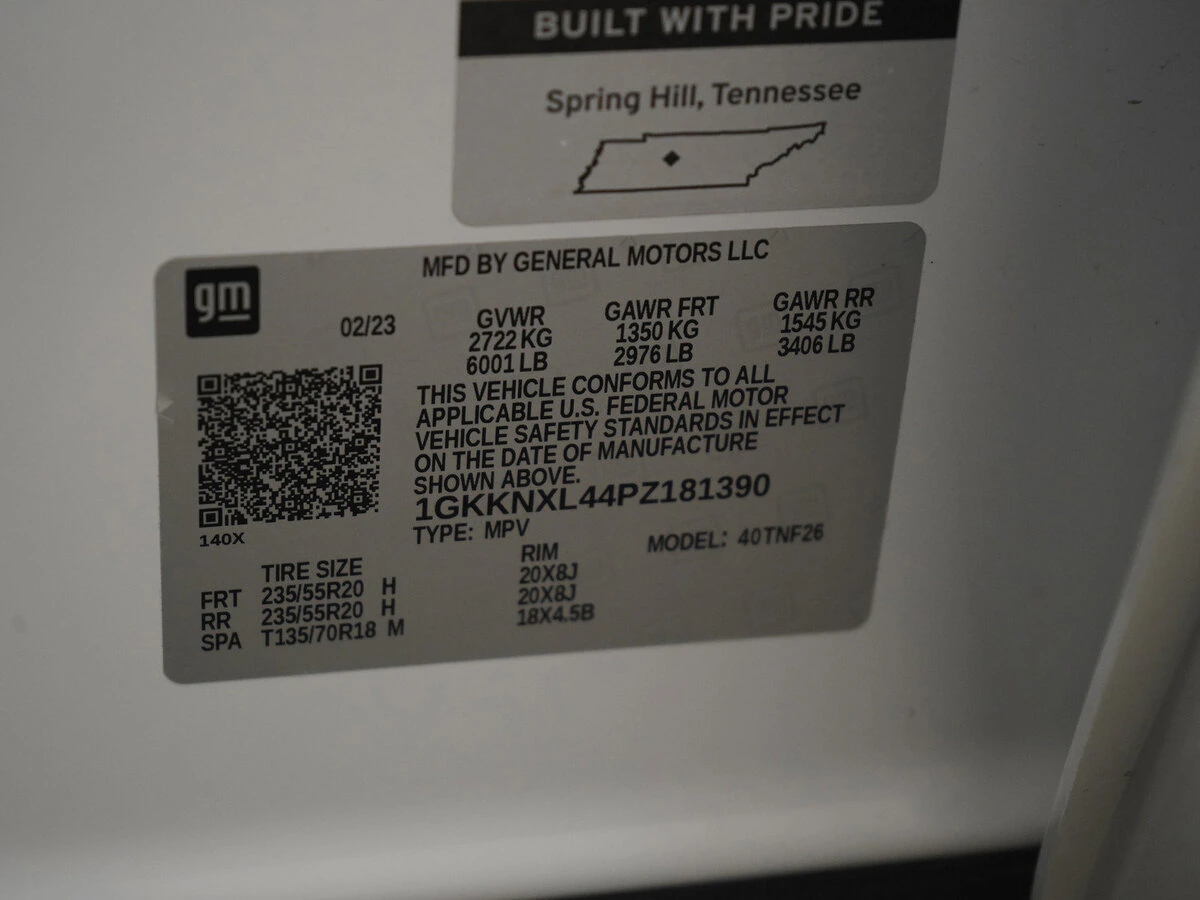 BUILT WITH PRIDE
Spring Hill, Tennessee
gm
MFD BY GENERAL MOTORS LLC
02/23 GVWR GAWR FRT GAWR RR
2722 KG 1350 KG 1545 KG
6001 LB 2976 LB 3406 LB
THIS VEHICLE CONFORMS TO ALL
APPLICABLE U.S. FEDERAL MOTOR
VEHICLE SAFETY STANDARDS IN EFFECT
ON THE DATE OF MANUFACTURE
SHOWN ABOVE.
1GKKNXL44PZ181390
140X
TYPE: MPV MODEL: 40TNF26
TIRE SIZE RIM
FRT 235/55R20 H 20X8J
RR 235/55R20 H 20X8J
SPA T135/70R18 M 18X4.5B